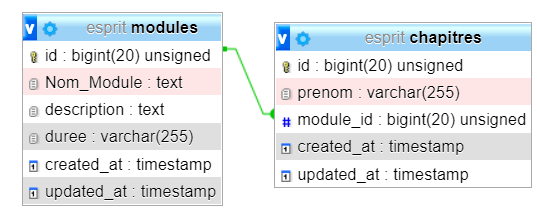 esprit modules
id : bigint(20) unsigned
Nom_Module : text
description : text
duree : varchar(255)
created_at : timestamp
updated_at : timestamp
esprit chapitres
id : bigint(20) unsigned
prenom : varchar(255)
module_id : bigint(20) unsigned
created_at : timestamp
updated_at : timestamp